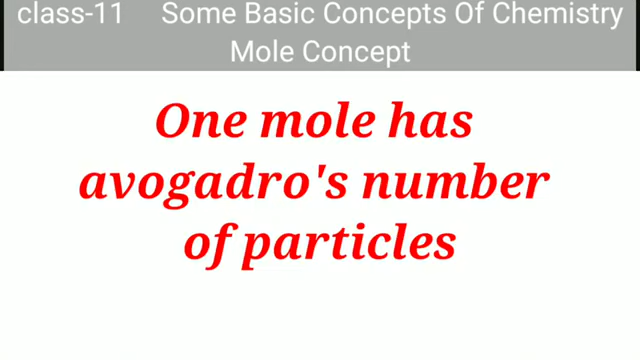 class-11 Some Basic Concepts Of Chemistry
Mole Concept
One mole has
avogadro's number
of particles